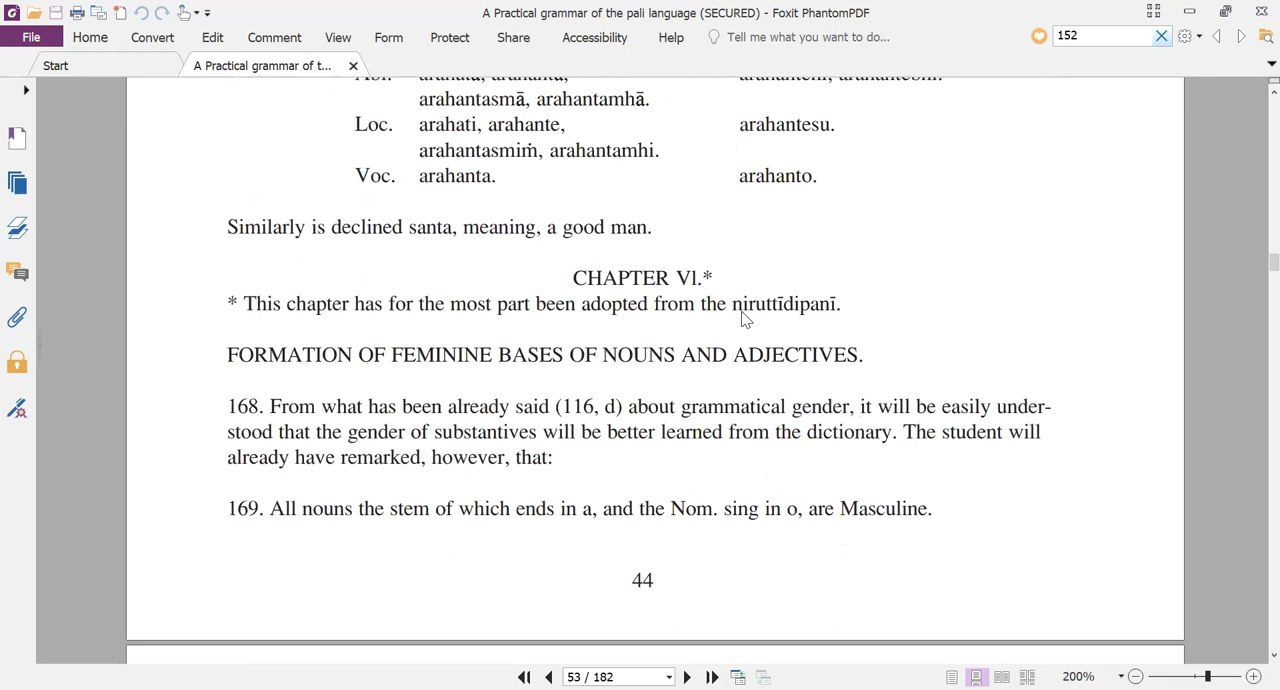 A Practical grammar of the pali language (SECURED) - Foxit PhantomPDF
File Home Convert Edit Comment View Form Protect Share Accessibility Help Tell me what you want to do... 152
Start A Practical grammar of t...
Abl. arahatā, arahantā, arahantehi, arahantebhi.
arahantasmā, arahantamhā.
Loc. arahati, arahante, arahantesu.
arahantasmiṁ, arahantamhi.
Voc. arahanta. arahanto.
Similarly is declined santa, meaning, a good man.
CHAPTER Vl.*
* This chapter has for the most part been adopted from the niruttīdipanī.
FORMATION OF FEMININE BASES OF NOUNS AND ADJECTIVES.
168. From what has been already said (116, d) about grammatical gender, it will be easily under-
stood that the gender of substantives will be better learned from the dictionary. The student will
already have remarked, however, that:
169. All nouns the stem of which ends in a, and the Nom. sing in o, are Masculine.
44
53 / 182 200%